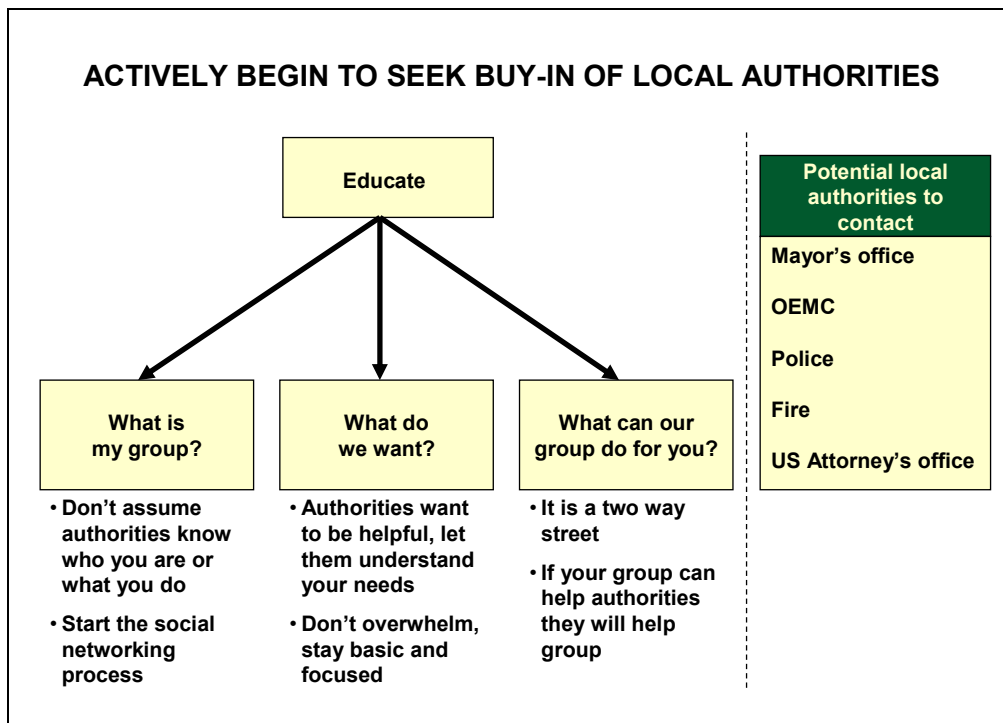 ACTIVELY BEGIN TO SEEK BUY-IN OF LOCAL AUTHORITIES
Educate
What is
my group?
• Don’t assume
authorities know
who you are or
what you do
• Start the social
networking
process
What do
we want?
• Authorities want
to be helpful, let
them understand
your needs
• Don’t overwhelm,
stay basic and
focused
What can our
group do for you?
• It is a two way
street
• If your group can
help authorities
they will help
group
Potential local
authorities to
contact
Mayor’s office
OEMC
Police
Fire
US Attorney’s office